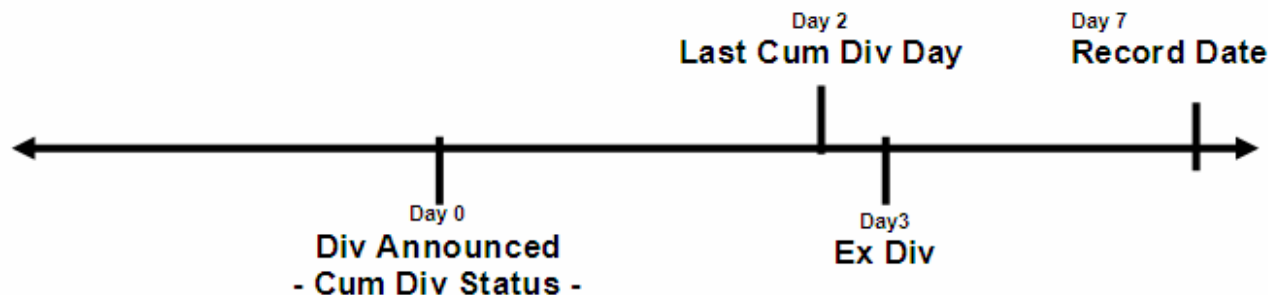 Day 2
Last Cum Div Day
Day 7
Record Date
Day 0
Div Announced
- Cum Div Status -
Day3
Ex Div